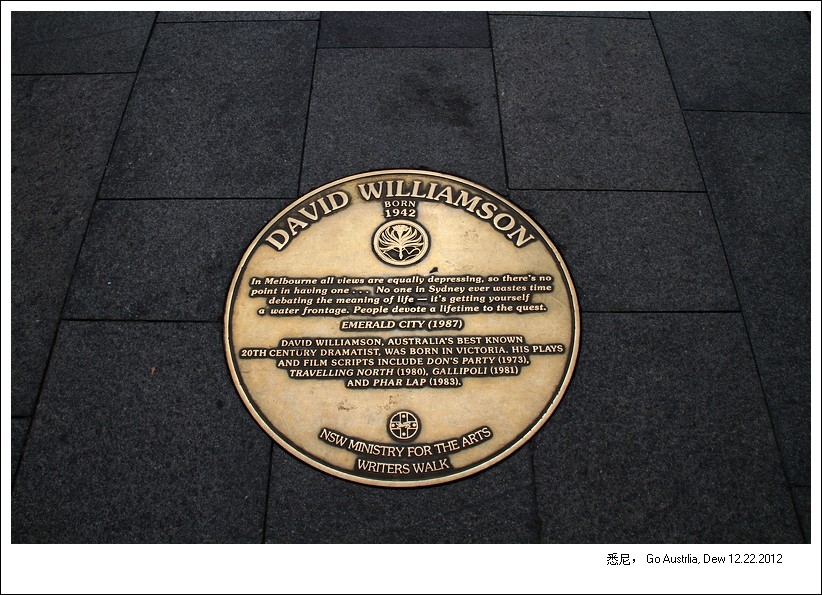 DAVID WILLIAMSON
BORN
1942
In Melbourne all views are equally depressing, so there's no
point in having one . . . No one in Sydney ever wastes time
debating the meaning of life — it's getting yourself
a water frontage. People devote a lifetime to the quest.
EMERALD CITY (1987)
DAVID WILLIAMSON, AUSTRALIA'S BEST KNOWN
20TH CENTURY DRAMATIST, WAS BORN IN VICTORIA. HIS PLAYS
AND FILM SCRIPTS INCLUDE DON'S PARTY (1973),
TRAVELLING NORTH (1980), GALLIPOLI (1981)
AND PHAR LAP (1983).
NSW MINISTRY FOR THE ARTS
WRITERS WALK
悉尼， Go Austrlia, Dew 12.22.2012